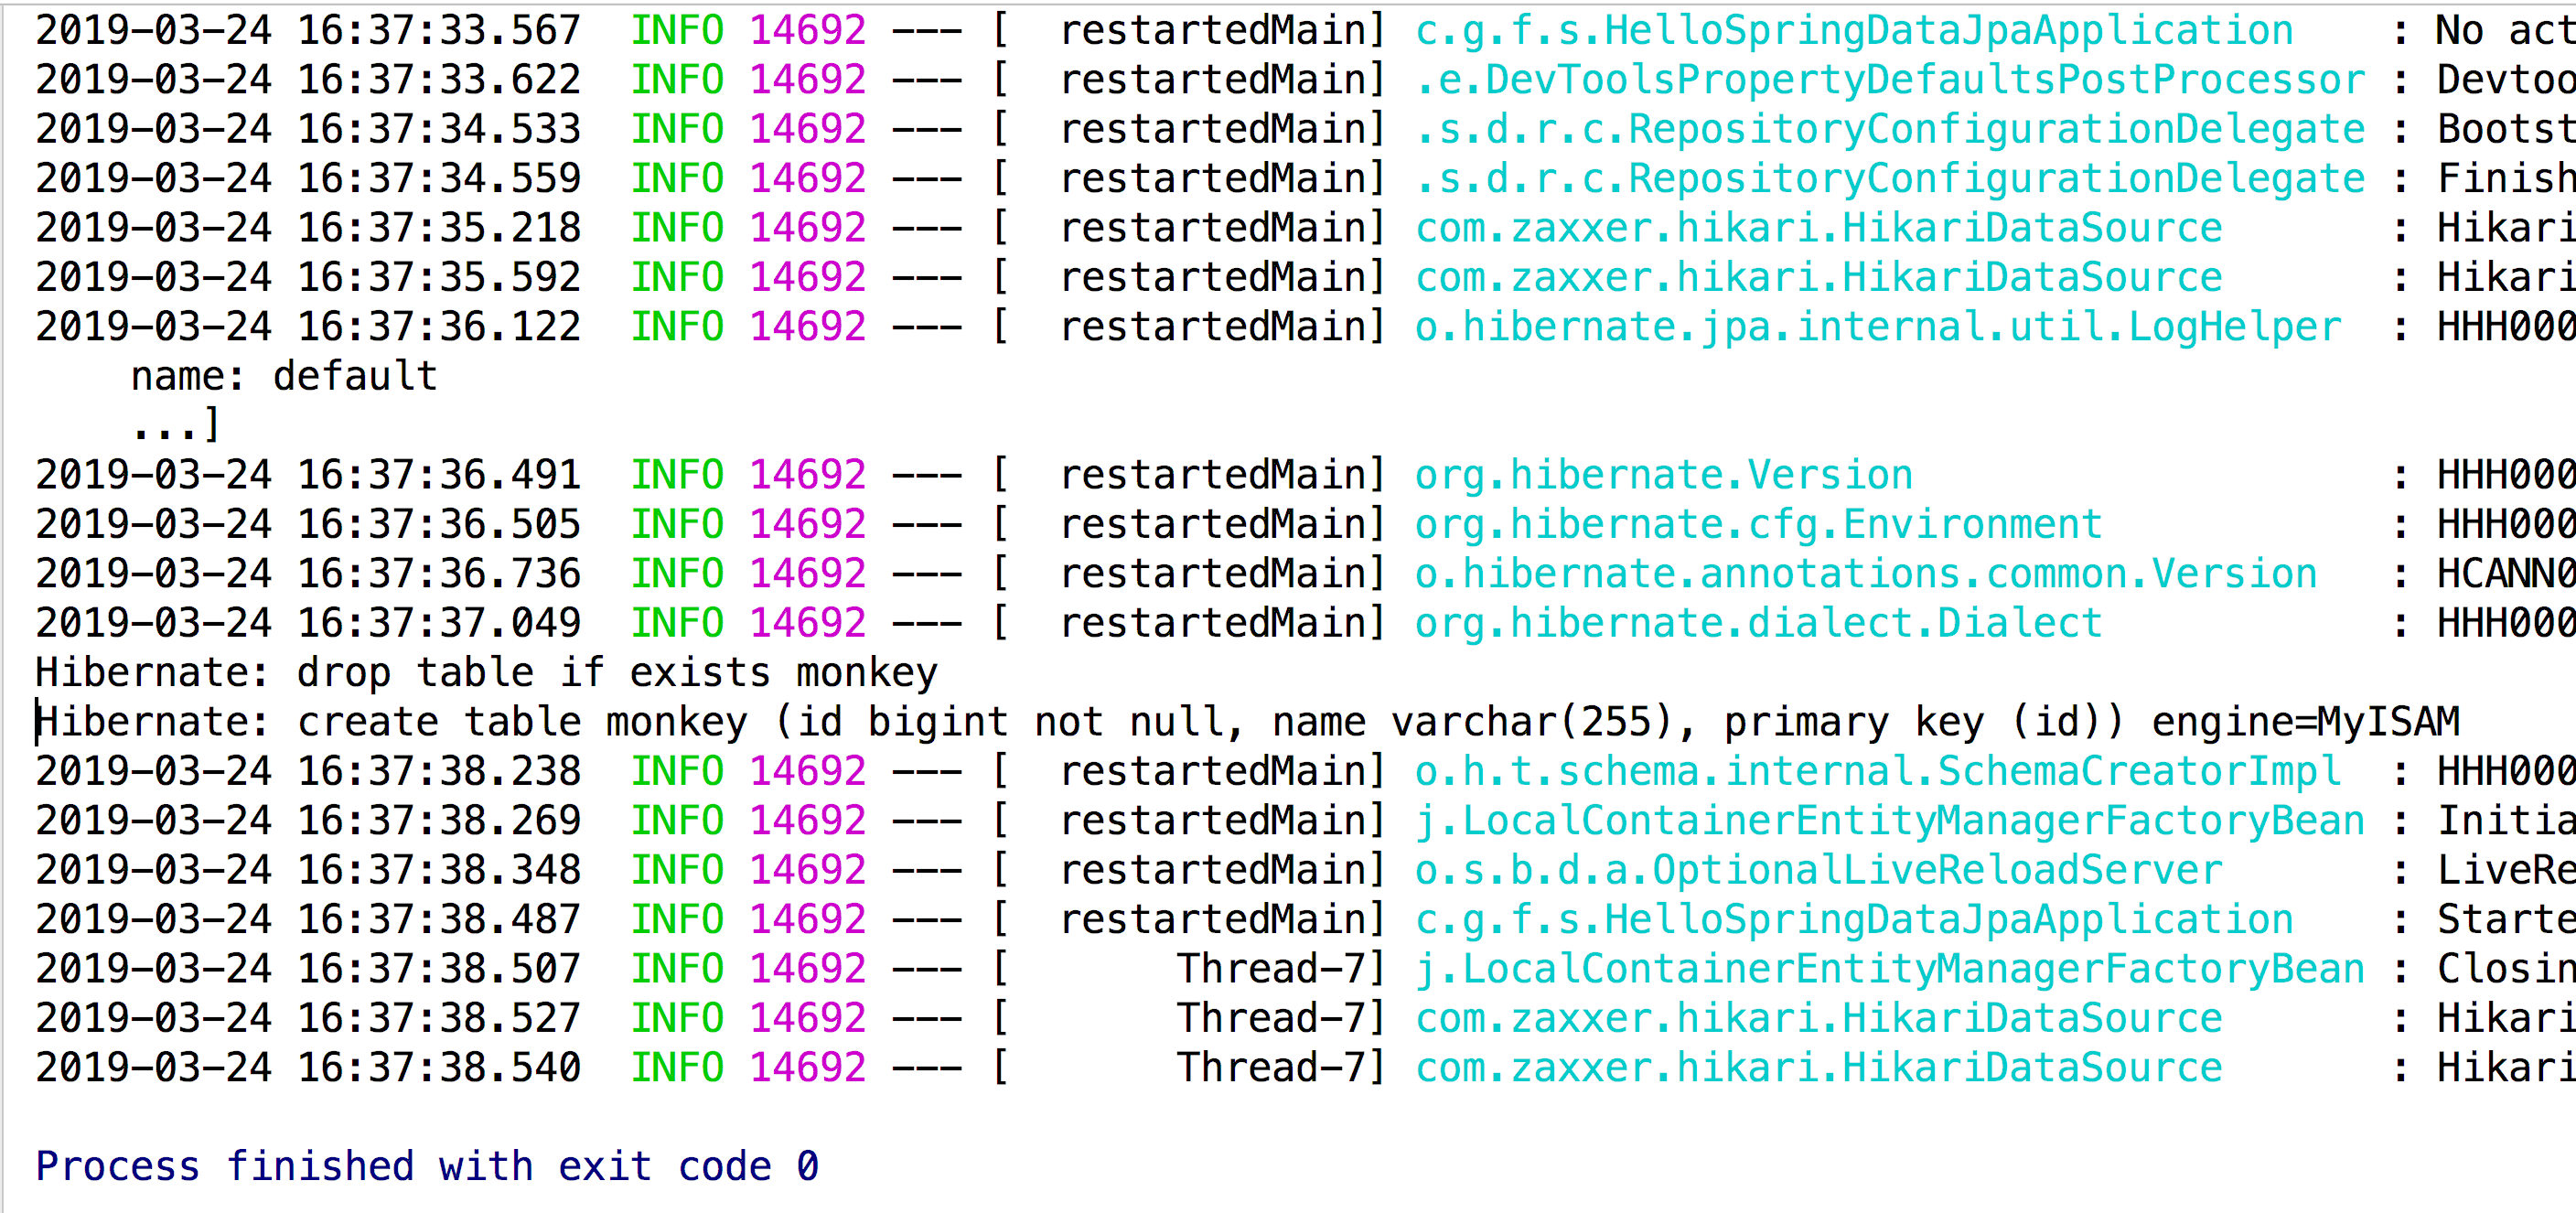 2019-03-24 16:37:33.567  INFO 14692 --- [  restartedMain] c.g.f.s.HelloSpringDataJpaApplication    : No act
2019-03-24 16:37:33.622  INFO 14692 --- [  restartedMain] .e.DevToolsPropertyDefaultsPostProcessor : Devtoo
2019-03-24 16:37:34.533  INFO 14692 --- [  restartedMain] .s.d.r.c.RepositoryConfigurationDelegate : Bootst
2019-03-24 16:37:34.559  INFO 14692 --- [  restartedMain] .s.d.r.c.RepositoryConfigurationDelegate : Finish
2019-03-24 16:37:35.218  INFO 14692 --- [  restartedMain] com.zaxxer.hikari.HikariDataSource       : Hikari
2019-03-24 16:37:35.592  INFO 14692 --- [  restartedMain] com.zaxxer.hikari.HikariDataSource       : Hikari
2019-03-24 16:37:36.122  INFO 14692 --- [  restartedMain] o.hibernate.jpa.internal.util.LogHelper  : HHH000
    name: default
    ...]
2019-03-24 16:37:36.491  INFO 14692 --- [  restartedMain] org.hibernate.Version                    : HHH000
2019-03-24 16:37:36.505  INFO 14692 --- [  restartedMain] org.hibernate.cfg.Environment            : HHH000
2019-03-24 16:37:36.736  INFO 14692 --- [  restartedMain] o.hibernate.annotations.common.Version   : HCANN0
2019-03-24 16:37:37.049  INFO 14692 --- [  restartedMain] org.hibernate.dialect.Dialect            : HHH000
Hibernate: drop table if exists monkey
Hibernate: create table monkey (id bigint not null, name varchar(255), primary key (id)) engine=MyISAM
2019-03-24 16:37:38.238  INFO 14692 --- [  restartedMain] o.h.t.schema.internal.SchemaCreatorImpl  : HHH000
2019-03-24 16:37:38.269  INFO 14692 --- [  restartedMain] j.LocalContainerEntityManagerFactoryBean : Initia
2019-03-24 16:37:38.348  INFO 14692 --- [  restartedMain] o.s.b.d.a.OptionalLiveReloadServer       : LiveRe
2019-03-24 16:37:38.487  INFO 14692 --- [  restartedMain] c.g.f.s.HelloSpringDataJpaApplication    : Starte
2019-03-24 16:37:38.507  INFO 14692 --- [       Thread-7] j.LocalContainerEntityManagerFactoryBean : Closin
2019-03-24 16:37:38.527  INFO 14692 --- [       Thread-7] com.zaxxer.hikari.HikariDataSource       : Hikari
2019-03-24 16:37:38.540  INFO 14692 --- [       Thread-7] com.zaxxer.hikari.HikariDataSource       : Hikari
Process finished with exit code 0